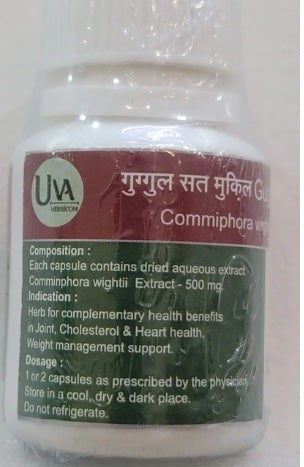 UVA
HERBICOM
गुग्गुल सत मुकिल
Commiphora
Composition :
Each capsule contains dried aqueous extract
Comminphora wightii Extract - 500 mg.
Indication :
Herb for complementary health benefits
in Joint, Cholesterol & Heart health,
Weight management support.
Dosage :
1 or 2 capsules as prescribed by the physician.
Store in a cool, dry & dark place.
Do not refrigerate.